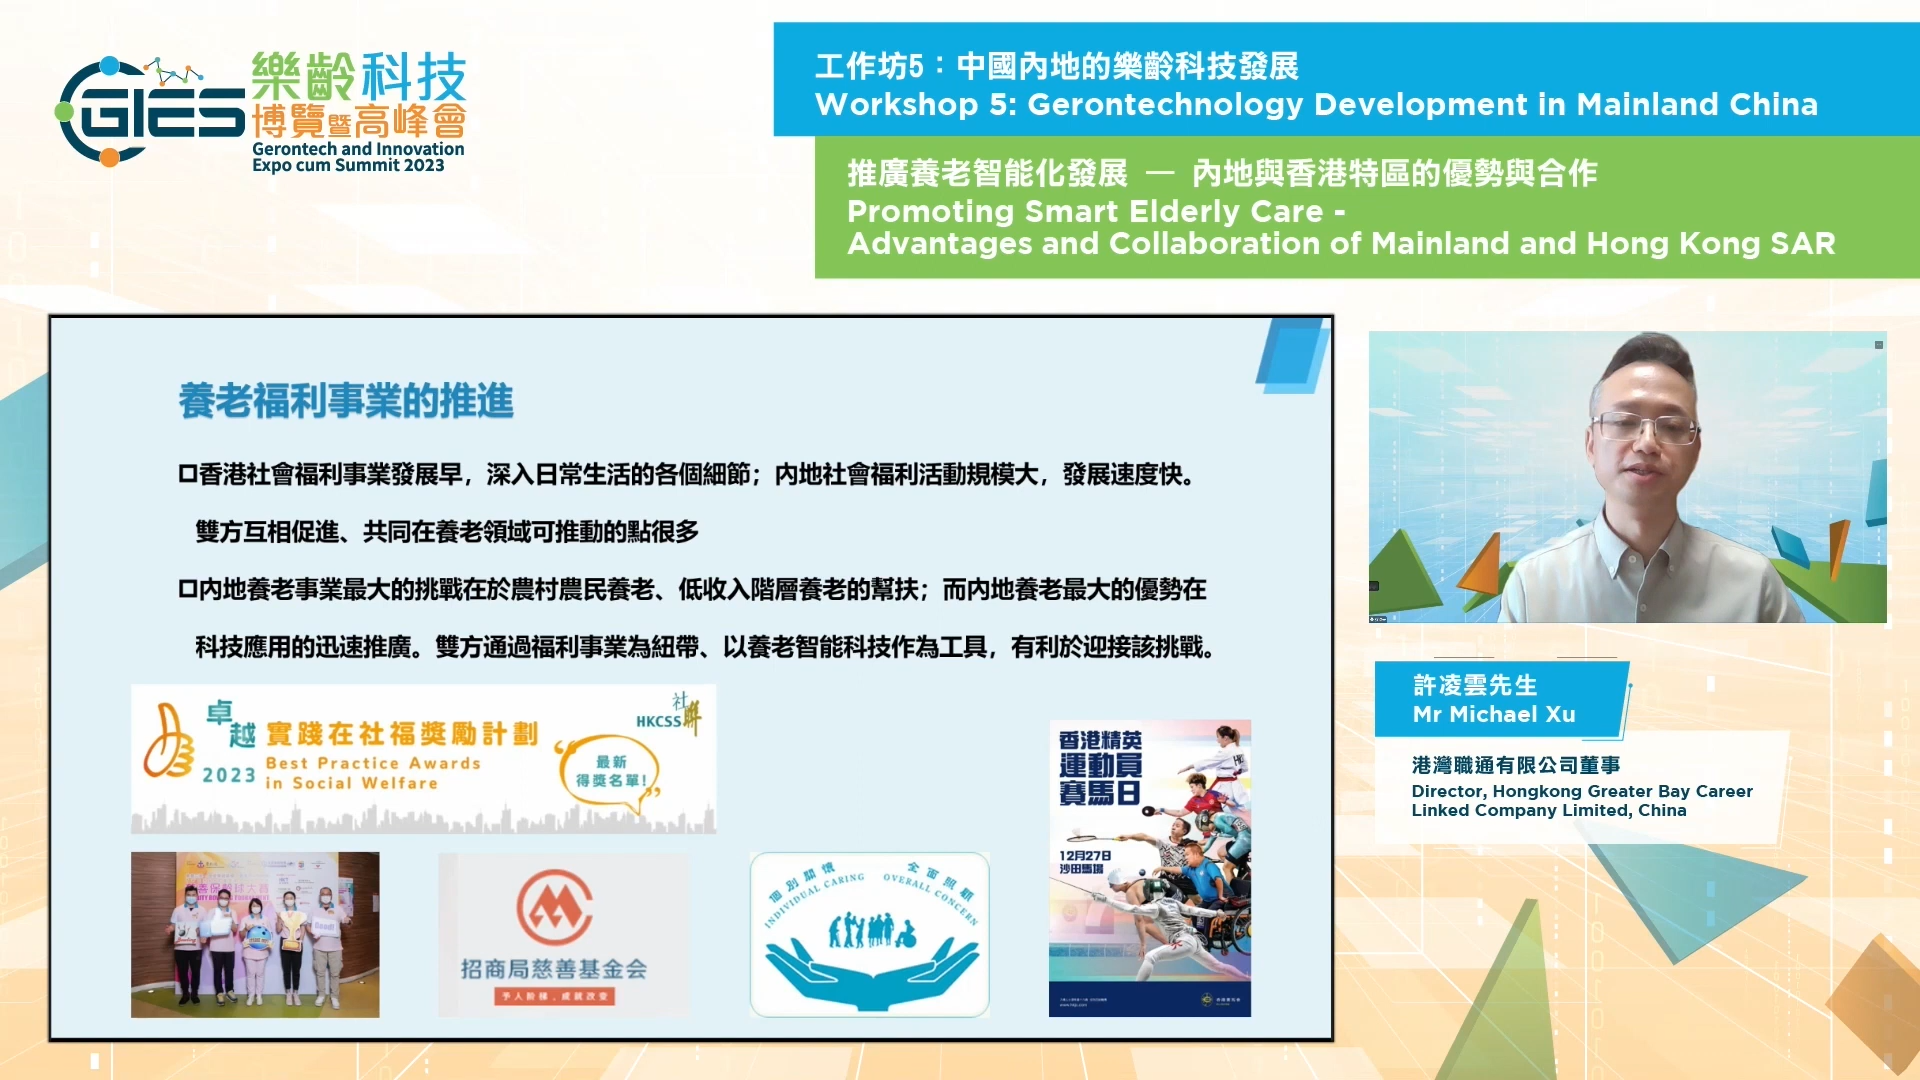 GIES
樂齡科技
博覽暨高峰會
Gerontech and Innovation
Expo cum Summit 2023
工作坊5：中國內地的樂齡科技發展
Workshop 5: Gerontechnology Development in Mainland China
推廣養老智能化發展 — 內地與香港特區的優勢與合作
Promoting Smart Elderly Care -
Advantages and Collaboration of Mainland and Hong Kong SAR
養老福利事業的推進
香港社會福利事業發展早，深入日常生活的各個細節；內地社會福利活動規模大，發展速度快。
雙方互相促進、共同在養老領域可推動的點很多
內地養老事業最大的挑戰在於農村農民養老、低收入階層養老的幫扶；而內地養老最大的優勢在
科技應用的迅速推廣。雙方通過福利事業為紐帶、以養老智能科技作為工具，有利於迎接該挑戰。
卓越
2023
實踐在社福獎勵計劃
Best Practice Awards
in Social Welfare
最新
得獎名單!
HKCSS 社聯
招商局慈善基金会
予人阶梯，成就改变
個別關懷 全面照顧
INDIVIDUAL CARING OVERALL CONCERN
香港精英
運動員
賽馬日
12月27日
沙田馬場
許凌雲先生
Mr Michael Xu
港灣職通有限公司董事
Director, Hongkong Greater Bay Career
Linked Company Limited, China